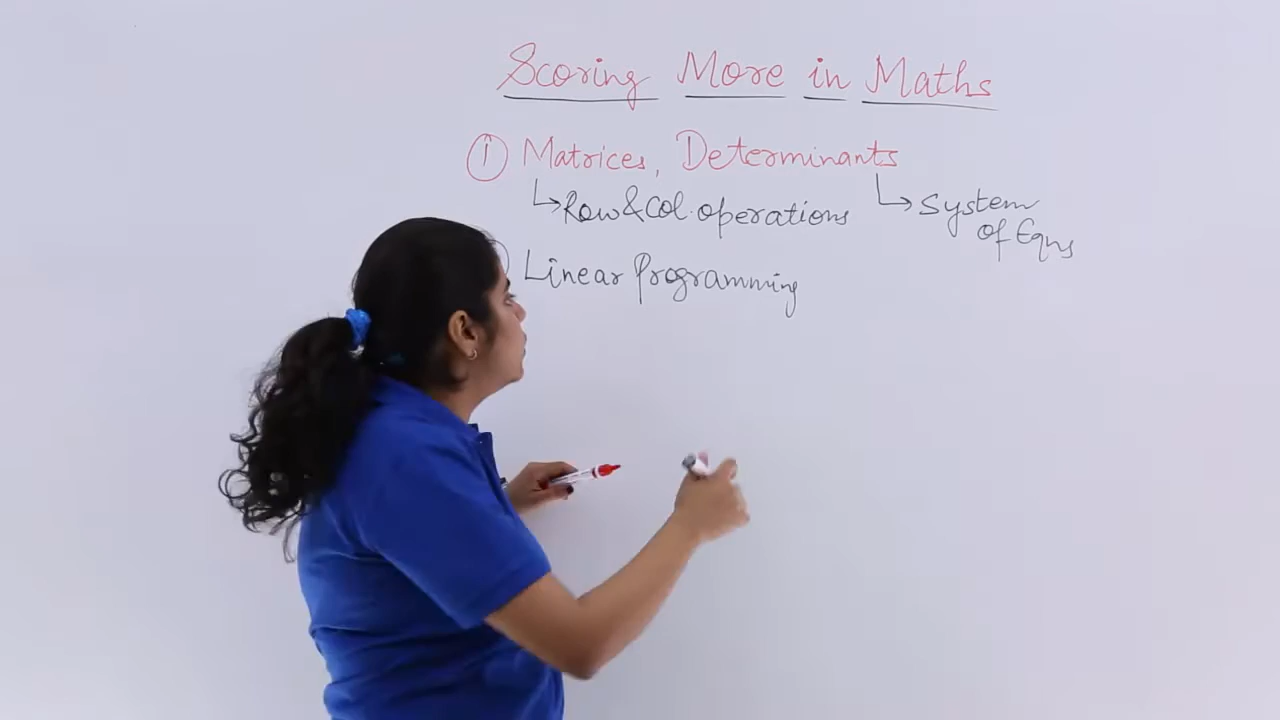 Scoring More in Maths
① Matrices, Determinants
↳ Row & Col. operations ↳ System
of Eqns
Linear Programming